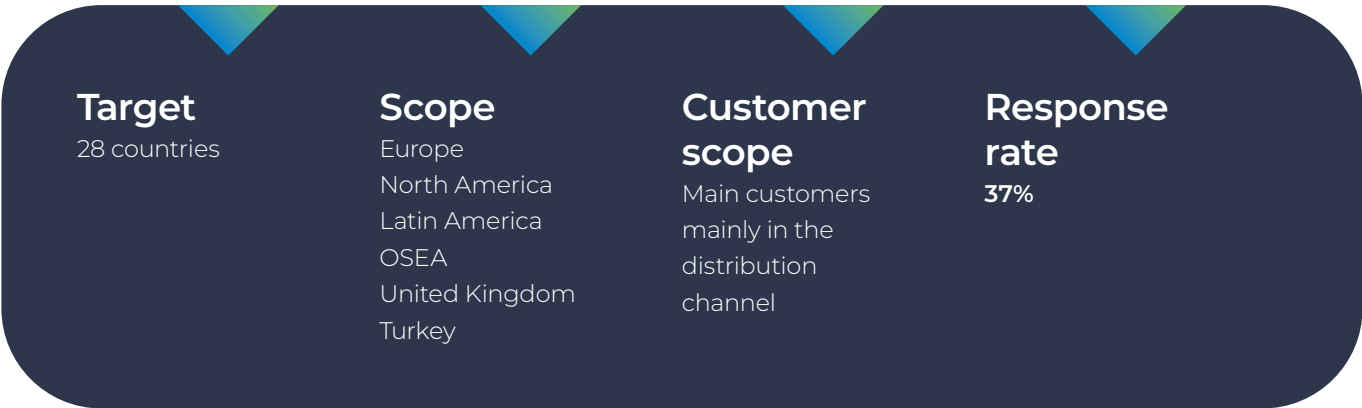 Target
28 countries
Scope
Europe
North America
Latin America
OSEA
United Kingdom
Turkey
Customer
scope
Main customers
mainly in the
distribution
channel
Response
rate
37%